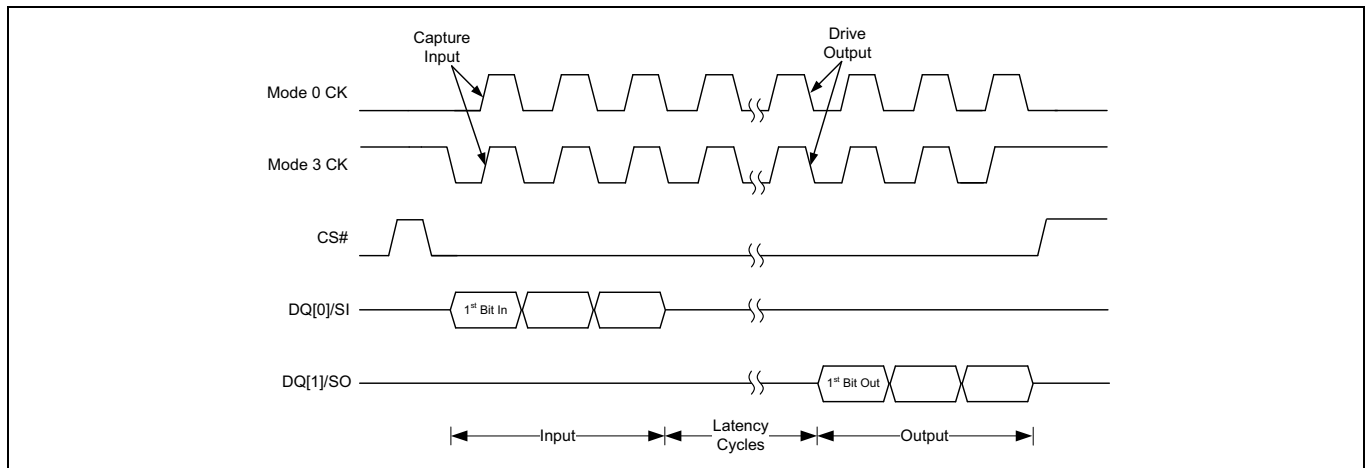 Capture
Input
Drive
Output
Mode 0 CK
Mode 3 CK
CS#
DQ[0]/SI
1st Bit In
DQ[1]/SO
1st Bit Out
Input
Latency
Cycles
Output